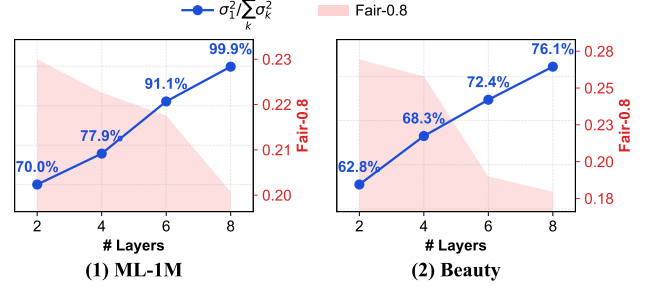 σ₁²/∑ₖσₖ² Fair-0.8
99.9%
91.1%
77.9%
70.0%
0.23
0.22
0.21
0.20
Fair-0.8
2 4 6 8
# Layers
(1) ML-1M
76.1%
72.4%
68.3%
62.8%
0.28
0.25
0.23
0.20
0.18
Fair-0.8
2 4 6 8
# Layers
(2) Beauty